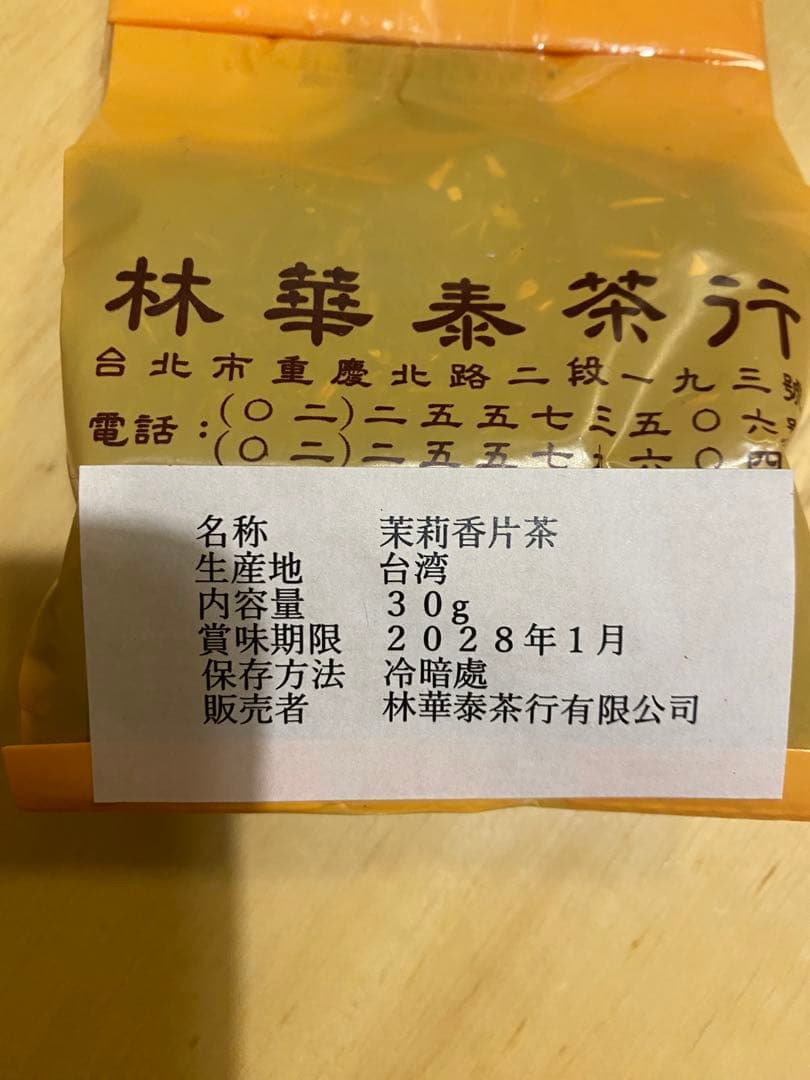 林華泰茶行
台北市重慶北路二段一九三號
電話：(〇二)二五五七三五〇六
(〇二)二五五七九六〇四
名称　茉莉香片茶
生産地　台湾
内容量　３０g
賞味期限　２０２８年１月
保存方法　冷暗處
販売者　林華泰茶行有限公司